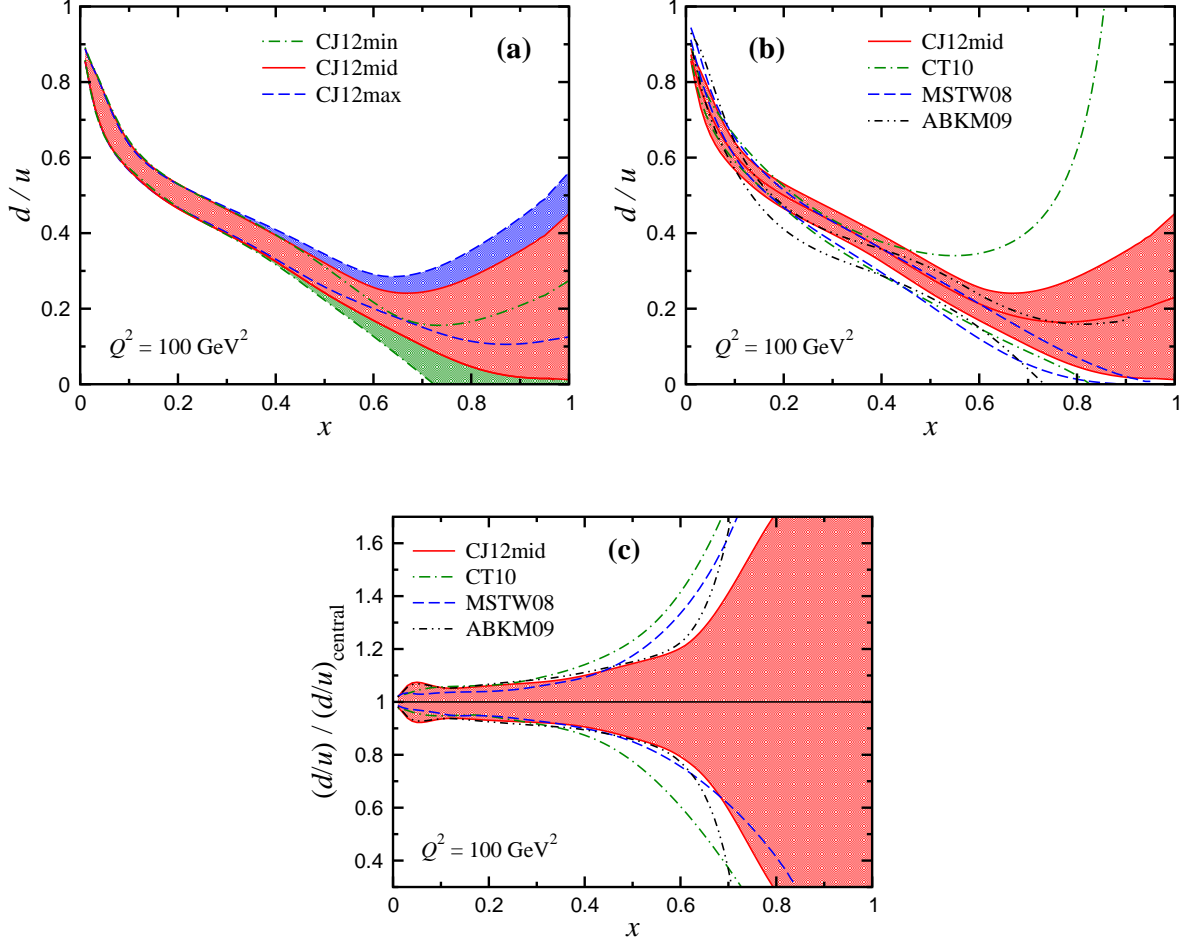 (a)
CJ12min
CJ12mid
CJ12max
d / u
1
0.8
0.6
0.4
0.2
0
Q² = 100 GeV²
0 0.2 0.4 0.6 0.8 1
x
(b)
CJ12mid
CT10
MSTW08
ABKM09
d / u
1
0.8
0.6
0.4
0.2
0
Q² = 100 GeV²
0 0.2 0.4 0.6 0.8 1
x
(c)
CJ12mid
CT10
MSTW08
ABKM09
(d/u) / (d/u)central
1.6
1.4
1.2
1
0.8
0.6
0.4
Q² = 100 GeV²
0 0.2 0.4 0.6 0.8 1
x